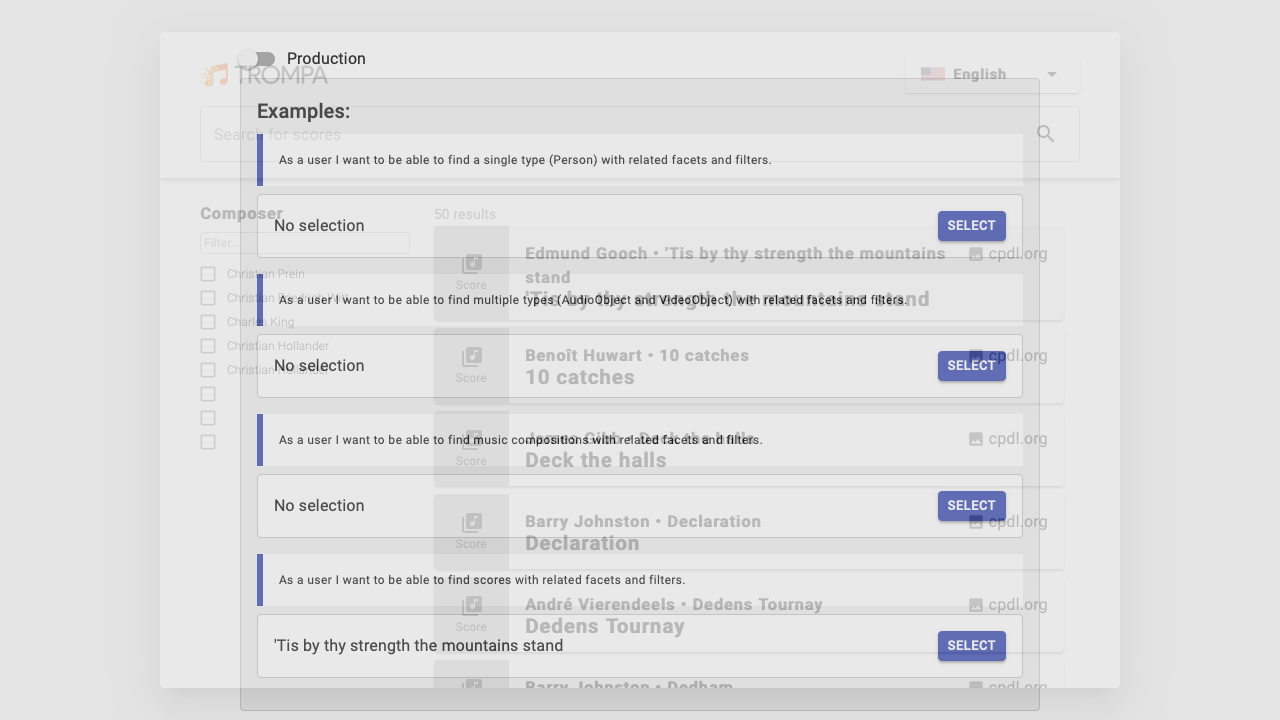 Production
TROMPA
English
Examples:
Search for scores
As a user I want to be able to find a single type (Person) with related facets and filters.
Composer
50 results
No selection
SELECT
Filter...
Edmund Gooch • 'Tis by thy strength the mountains stand
cpdl.org
Score
Christian Prein
As a user I want to be able to find multiple types (AudioObject and VideoObject) with related facets and filters.
'Tis by thy strength the mountains stand
Charles King
Christian Hollander
Benoît Huwart • 10 catches
cpdl.org
No selection
SELECT
10 catches
Score
As a user I want to be able to find music compositions with related facets and filters.
cpdl.org
Deck the halls
Score
No selection
SELECT
Barry Johnston • Declaration
cpdl.org
Declaration
Score
As a user I want to be able to find scores with related facets and filters.
André Vierendeels • Dedens Tournay
cpdl.org
Dedens Tournay
Score
'Tis by thy strength the mountains stand
SELECT
Barry Johnston • Dedham
cpdl.org